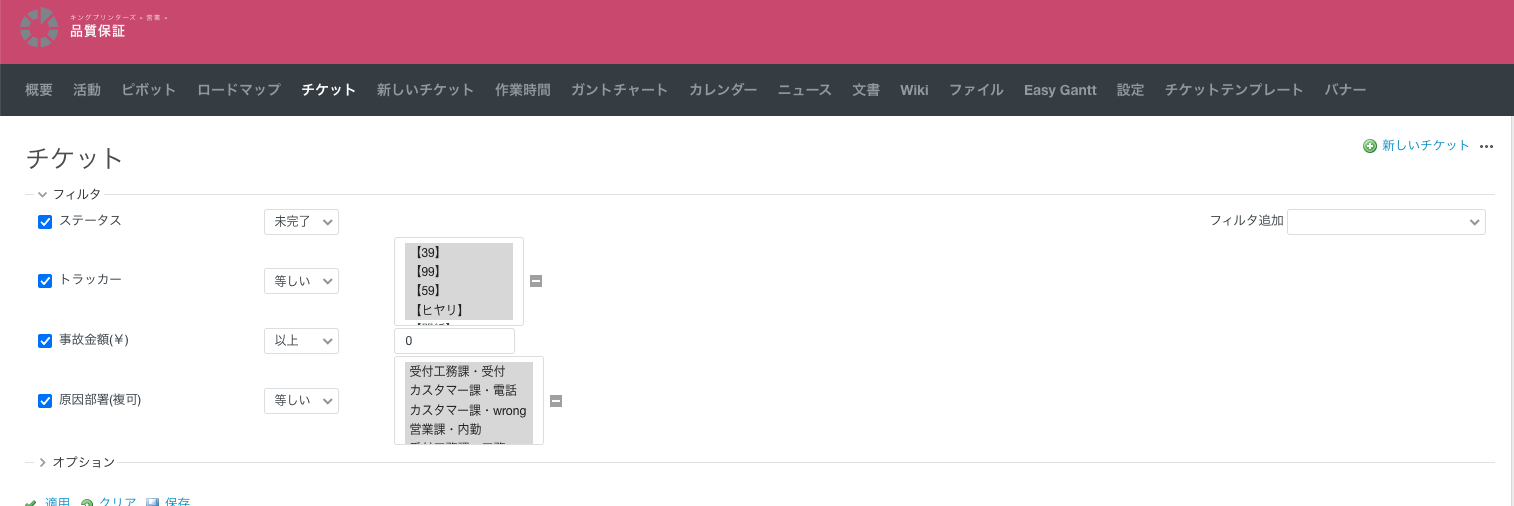 キングプリンターズ » 営業 »
品質保証
概要 活動 ピボット ロードマップ チケット 新しいチケット 作業時間 ガントチャート カレンダー ニュース 文書 Wiki ファイル Easy Gantt 設定 チケットテンプレート バナー
新しいチケット
チケット
フィルタ
ステータス 未完了 フィルタ追加
【39】
【99】
トラッカー 等しい
【59】
【ヒヤリ】
事故金額(¥) 以上 0
受付工務課・受付
カスタマー課・電話
原因部署(複可) 等しい
カスタマー課・wrong
営業課・内勤
オプション
適用 クリア 保存